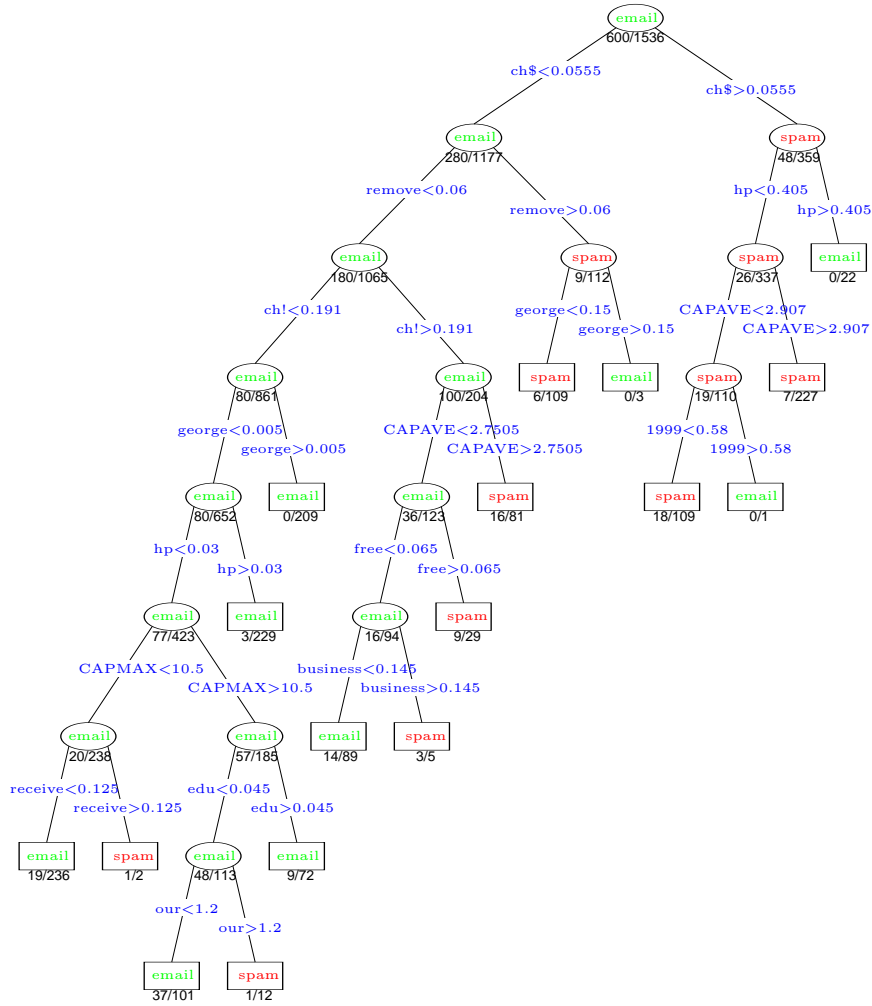 email
600/1536
ch$<0.0555
ch$>0.0555
email
280/1177
spam
48/359
remove<0.06
hp<0.405
remove>0.06
hp>0.405
email
180/1065
spam
9/112
spam
26/337
email
0/22
ch!<0.191
george<0.15
CAPAVE<2.907
ch!>0.191
george>0.15
CAPAVE>2.907
email
80/861
email
100/204
spam
6/109
email
0/3
spam
19/110
spam
7/227
george<0.005
CAPAVE<2.7505
1999<0.58
george>0.005
CAPAVE>2.7505
1999>0.58
email
80/652
email
0/209
email
36/123
spam
16/81
spam
18/109
email
0/1
hp<0.03
free<0.065
hp>0.03
free>0.065
email
77/423
email
3/229
email
16/94
spam
9/29
CAPMAX<10.5
business<0.145
CAPMAX>10.5
business>0.145
email
20/238
email
57/185
email
14/89
spam
3/5
receive<0.125
edu<0.045
receive>0.125
edu>0.045
email
19/236
spam
1/2
email
48/113
email
9/72
our<1.2
our>1.2
email
37/101
spam
1/12